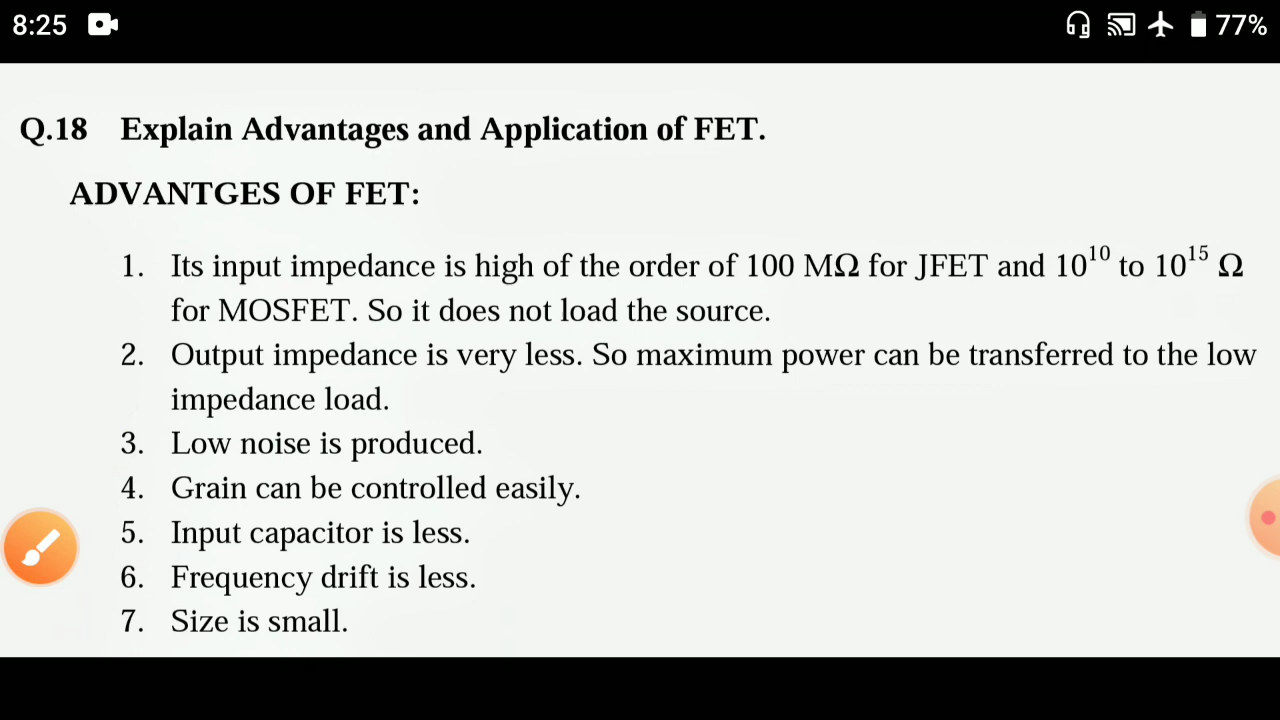 8:25 77%
Q.18 Explain Advantages and Application of FET.
ADVANTGES OF FET:
1. Its input impedance is high of the order of 100 MΩ for JFET and 10¹⁰ to 10¹⁵ Ω
for MOSFET. So it does not load the source.
2. Output impedance is very less. So maximum power can be transferred to the low
impedance load.
3. Low noise is produced.
4. Grain can be controlled easily.
5. Input capacitor is less.
6. Frequency drift is less.
7. Size is small.